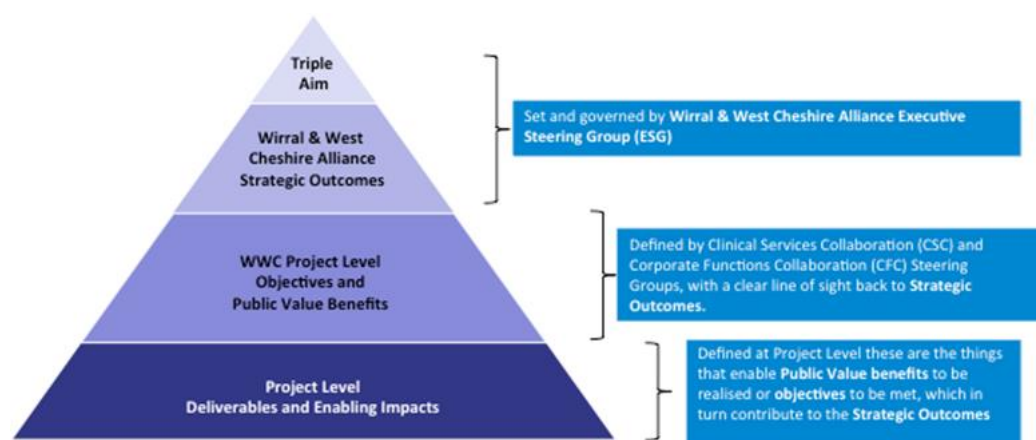 Triple
Aim
Wirral & West
Cheshire Alliance
Strategic Outcomes
Set and governed by Wirral & West Cheshire Alliance Executive
Steering Group (ESG)
WWC Project Level
Objectives and
Public Value Benefits
Defined by Clinical Services Collaboration (CSC) and
Corporate Functions Collaboration (CFC) Steering
Groups, with a clear line of sight back to Strategic
Outcomes.
Project Level
Deliverables and Enabling Impacts
Defined at Project Level these are the things
that enable Public Value benefits to be
realised or objectives to be met, which in
turn contribute to the Strategic Outcomes